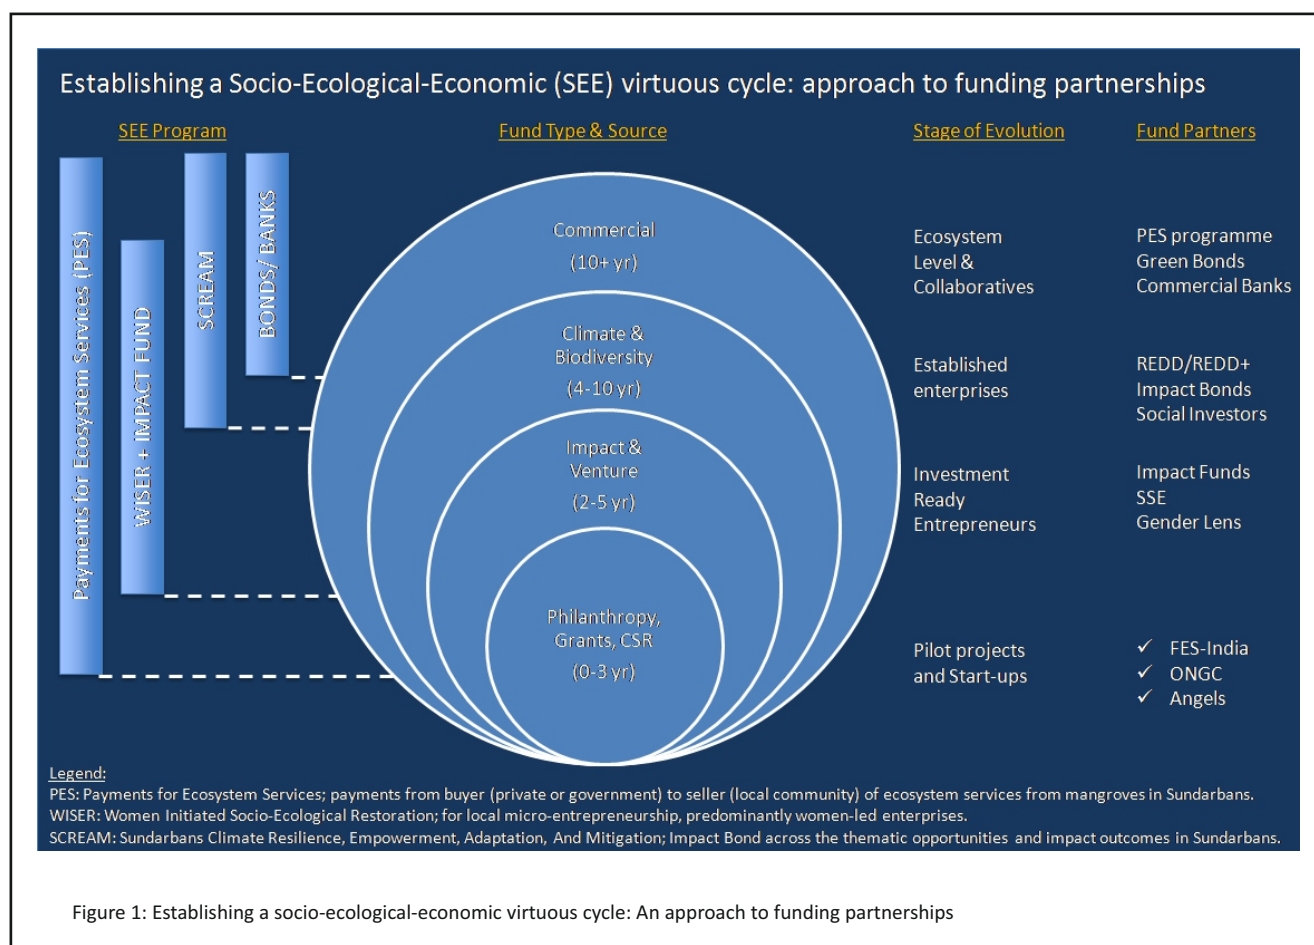 Establishing a Socio-Ecological-Economic (SEE) virtuous cycle: approach to funding partnerships
SEE Program
Fund Type & Source
Stage of Evolution
Fund Partners
Payments for Ecosystem Services (PES)
WISER + IMPACT FUND
SCREAM
BONDS/ BANKS
Commercial
(10+ yr)
Climate &
Biodiversity
(4-10 yr)
Impact &
Venture
(2-5 yr)
Philanthropy,
Grants, CSR
(0-3 yr)
Ecosystem
Level &
Collaboratives
Established
enterprises
Investment
Ready
Entrepreneurs
Pilot projects
and Start-ups
PES programme
Green Bonds
Commercial Banks
REDD/REDD+
Impact Bonds
Social Investors
Impact Funds
SSE
Gender Lens
✓ FES-India
✓ ONGC
✓ Angels
Legend:
PES: Payments for Ecosystem Services; payments from buyer (private or government) to seller (local community) of ecosystem services from mangroves in Sundarbans.
WISER: Women Initiated Socio-Ecological Restoration; for local micro-entrepreneurship, predominantly women-led enterprises.
SCREAM: Sundarbans Climate Resilience, Empowerment, Adaptation, And Mitigation; Impact Bond across the thematic opportunities and impact outcomes in Sundarbans.
Figure 1: Establishing a socio-ecological-economic virtuous cycle: An approach to funding partnerships